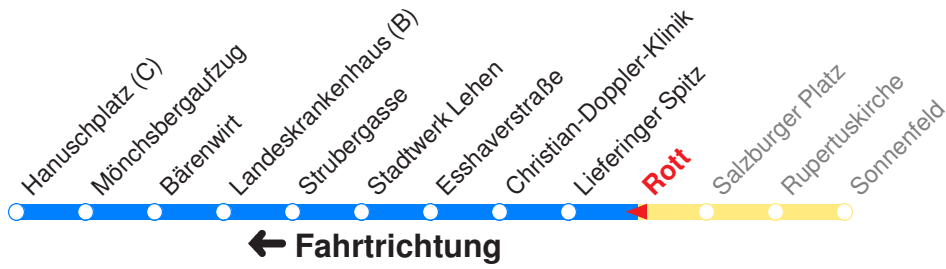 Hanuschplatz (C)
Mönchsbergaufzug
Bärenwirt
Landeskrankenhaus (B)
Strubergasse
Stadtwerk Lehen
Esshaverstraße
Christian-Doppler-Klinik
Lieferinger Spitz
Rott
Salzburger Platz
Rupertuskirche
Sonnenfeld
Fahrtrichtung